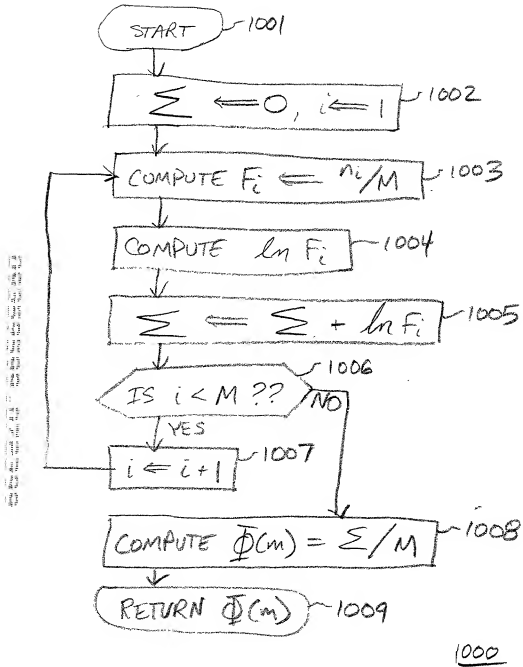 START 1001
Σ ⇐ 0, i ⇐ 1 1002
COMPUTE Fi ⇐ ni/M 1003
COMPUTE ln Fi 1004
Σ ⇐ Σ + ln Fi 1005
1006
IS i < M ?? NO
YES
i ⇐ i+1 1007
COMPUTE Φ(m) = Σ/M 1008
RETURN Φ(m) 1009
1000